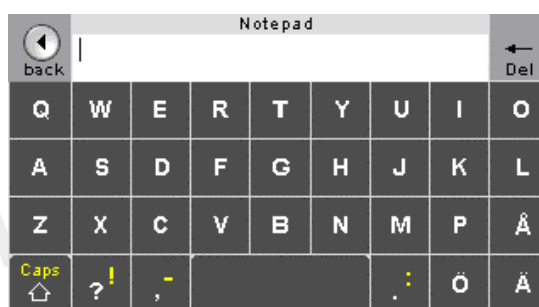 Notepad
back
Del
Q W E R T Y U I O
A S D F G H J K L
Z X C V B N M P Å
Caps ? ! , - . : Ö Ä